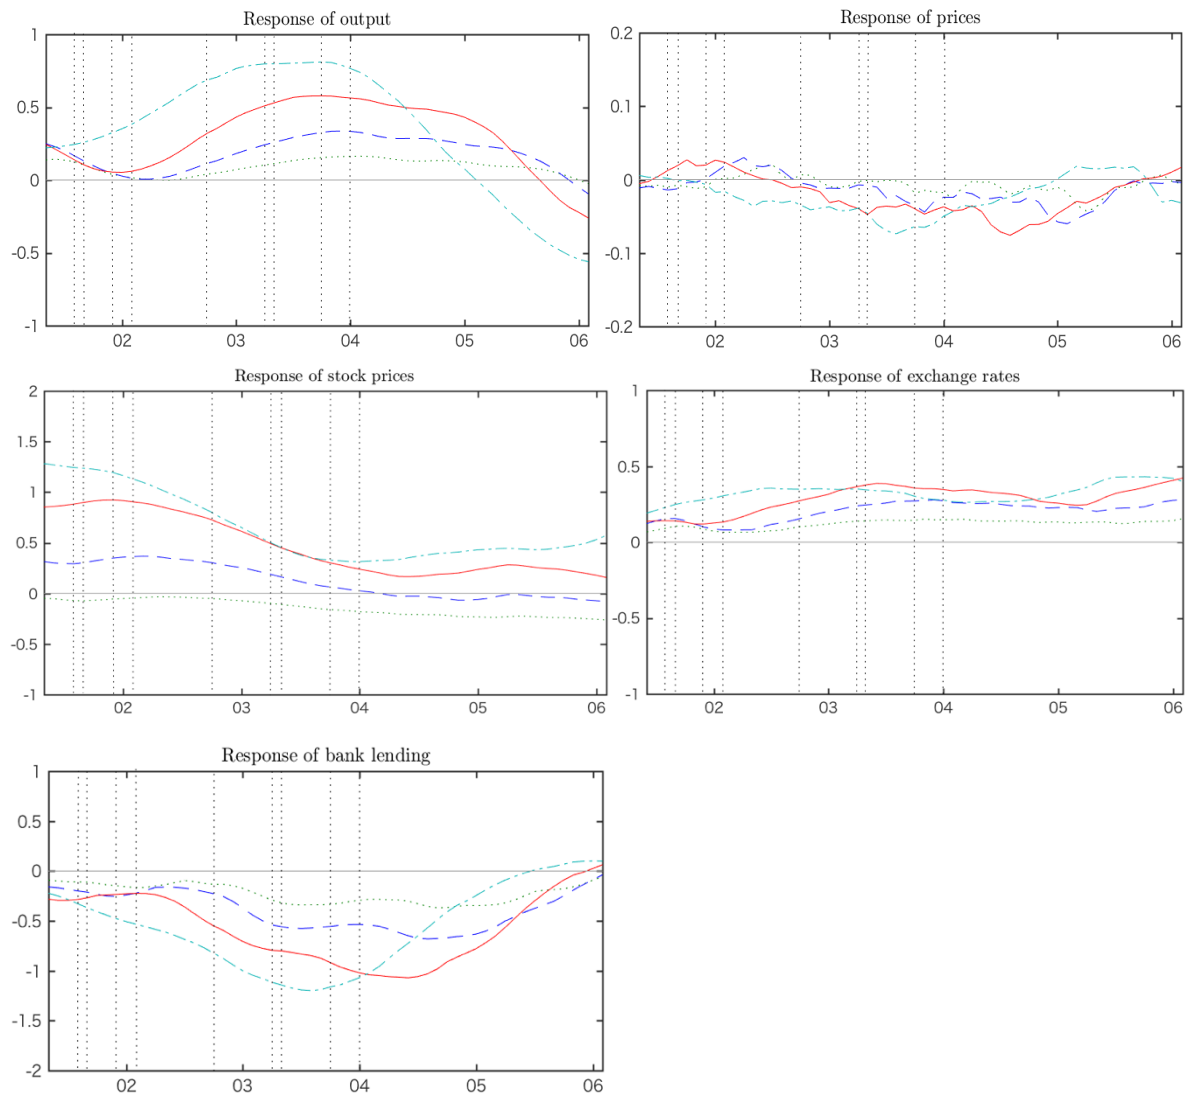 Response of output
1
0.5
0
-0.5
-1
02 03 04 05 06
Response of prices
0.2
0.1
0
-0.1
-0.2
02 03 04 05 06
Response of stock prices
2
1.5
1
0.5
0
-0.5
-1
02 03 04 05 06
Response of exchange rates
1
0.5
0
-0.5
-1
02 03 04 05 06
Response of bank lending
1
0.5
0
-0.5
-1
-1.5
-2
02 03 04 05 06